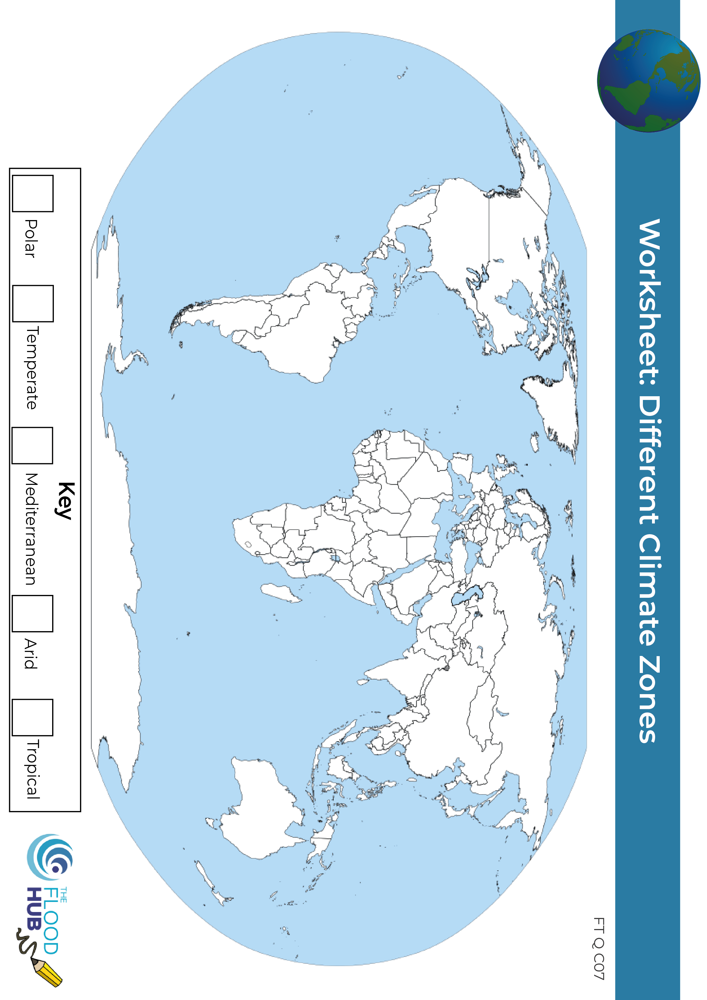 Worksheet: Different Climate Zones
FT Q C07
Key
Polar
Temperate
Mediterranean
Arid
Tropical
THE
FLOOD
HUB